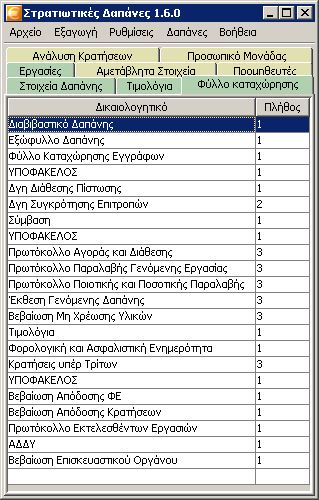 Στρατιωτικές Δαπάνες 1.6.0
Αρχείο Εξαγωγή Ρυθμίσεις Δαπάνες Βοήθεια
Ανάλυση Κρατήσεων Προσωπικό Μονάδας
Εργασίες Αμετάβλητα Στοιχεία Προμηθευτές
Στοιχεία Δαπάνης Τιμολόγια Φύλλο καταχώρησης
Δικαιολογητικό Πλήθος
Διαβιβαστικό Δαπάνης 1
Εξώφυλλο Δαπάνης 1
Φύλλο Καταχώρησης Εγγράφων 1
ΥΠΟΦΑΚΕΛΟΣ 1
Δγη Διάθεσης Πίστωσης 1
Δγη Συγκρότησης Επιτροπών 2
Σύμβαση 1
ΥΠΟΦΑΚΕΛΟΣ 1
Πρωτόκολλο Αγοράς και Διάθεσης 3
Πρωτόκολλο Παραλαβής Γενόμενης Εργασίας 3
Πρωτόκολλο Ποιοτικής και Ποσοτικής Παραλαβής 3
Έκθεση Γενόμενης Δαπάνης 3
Βεβαίωση Μη Χρέωσης Υλικών 3
Τιμολόγια 1
Φορολογική και Ασφαλιστική Ενημερότητα 1
Κρατήσεις υπέρ Τρίτων 3
ΥΠΟΦΑΚΕΛΟΣ 1
Βεβαίωση Απόδοσης ΦΕ 1
Βεβαίωση Απόδοσης Κρατήσεων 1
Πρωτόκολλο Εκτελεσθέντων Εργασιών 1
ΑΔΔΥ 1
Βεβαίωση Επισκευαστικού Οργάνου 1